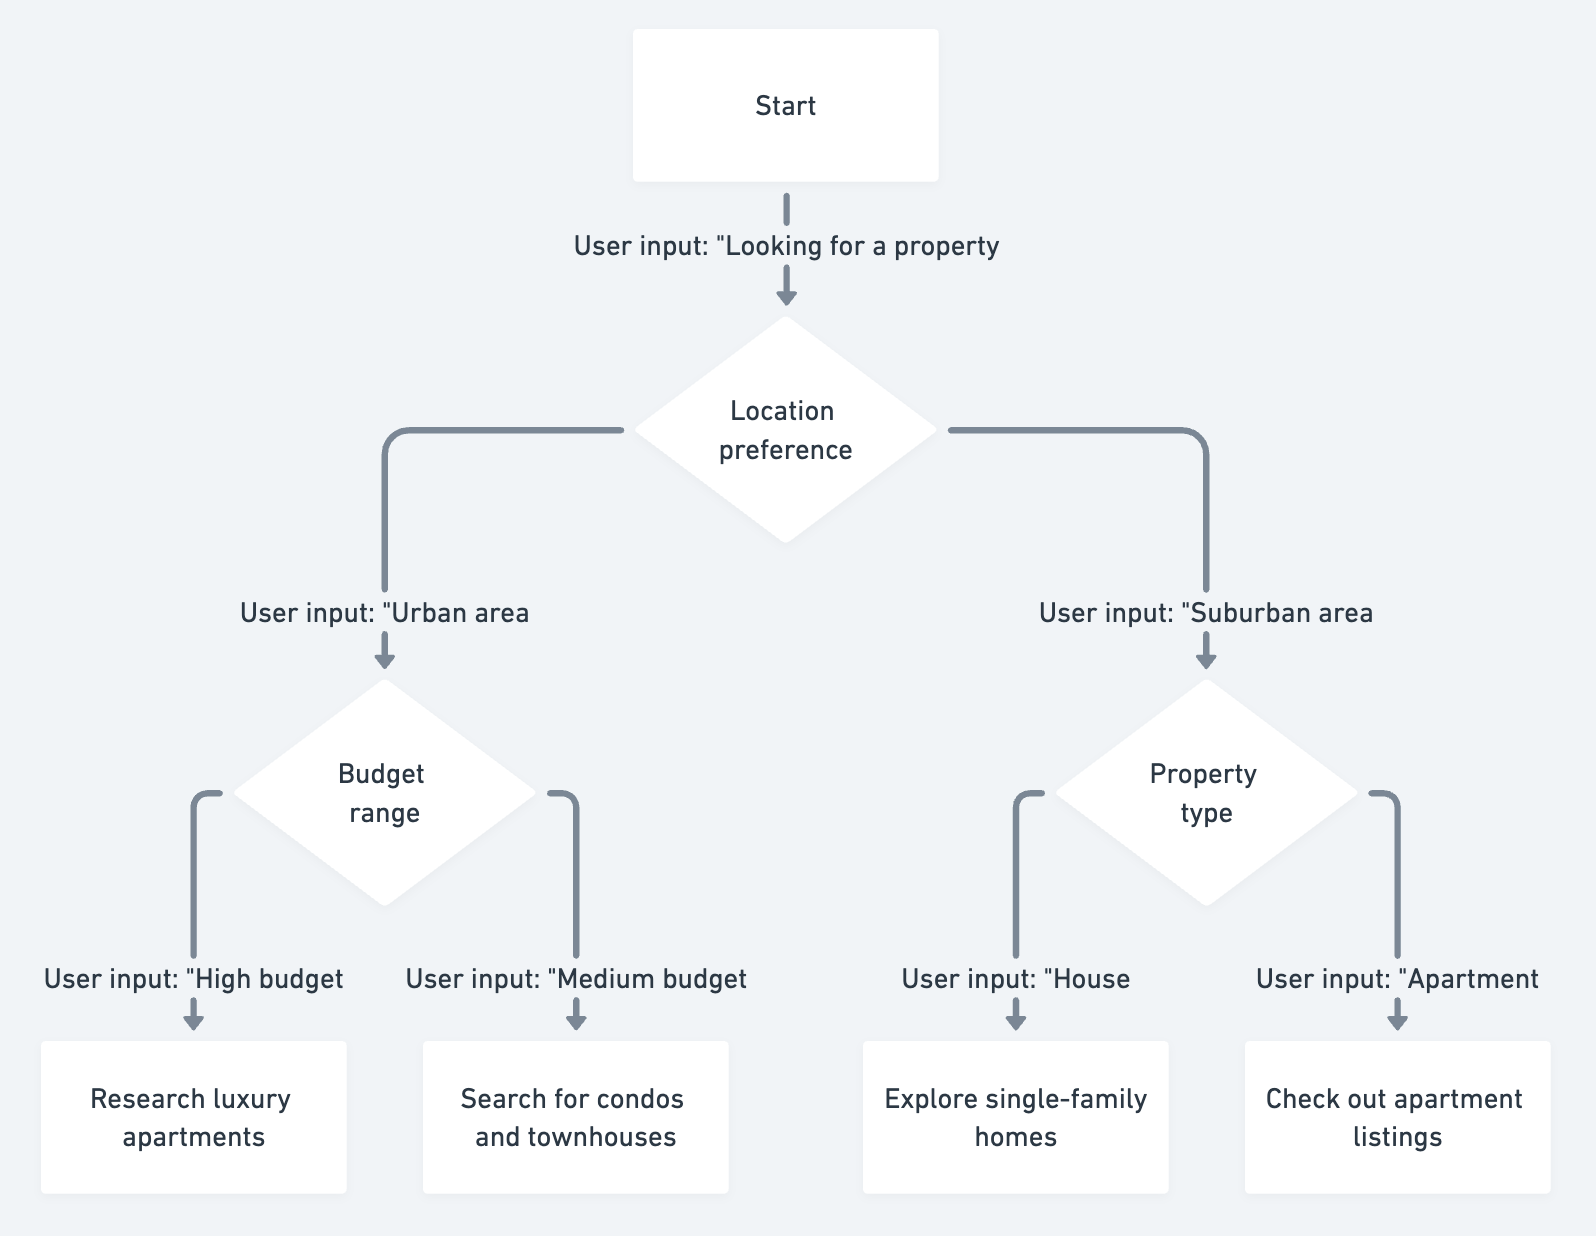 Start
User input: "Looking for a property
Location
preference
User input: "Urban area
User input: "Suburban area
Budget
range
Property
type
User input: "High budget
User input: "Medium budget
User input: "House
User input: "Apartment
Research luxury
apartments
Search for condos
and townhouses
Explore single-family
homes
Check out apartment
listings